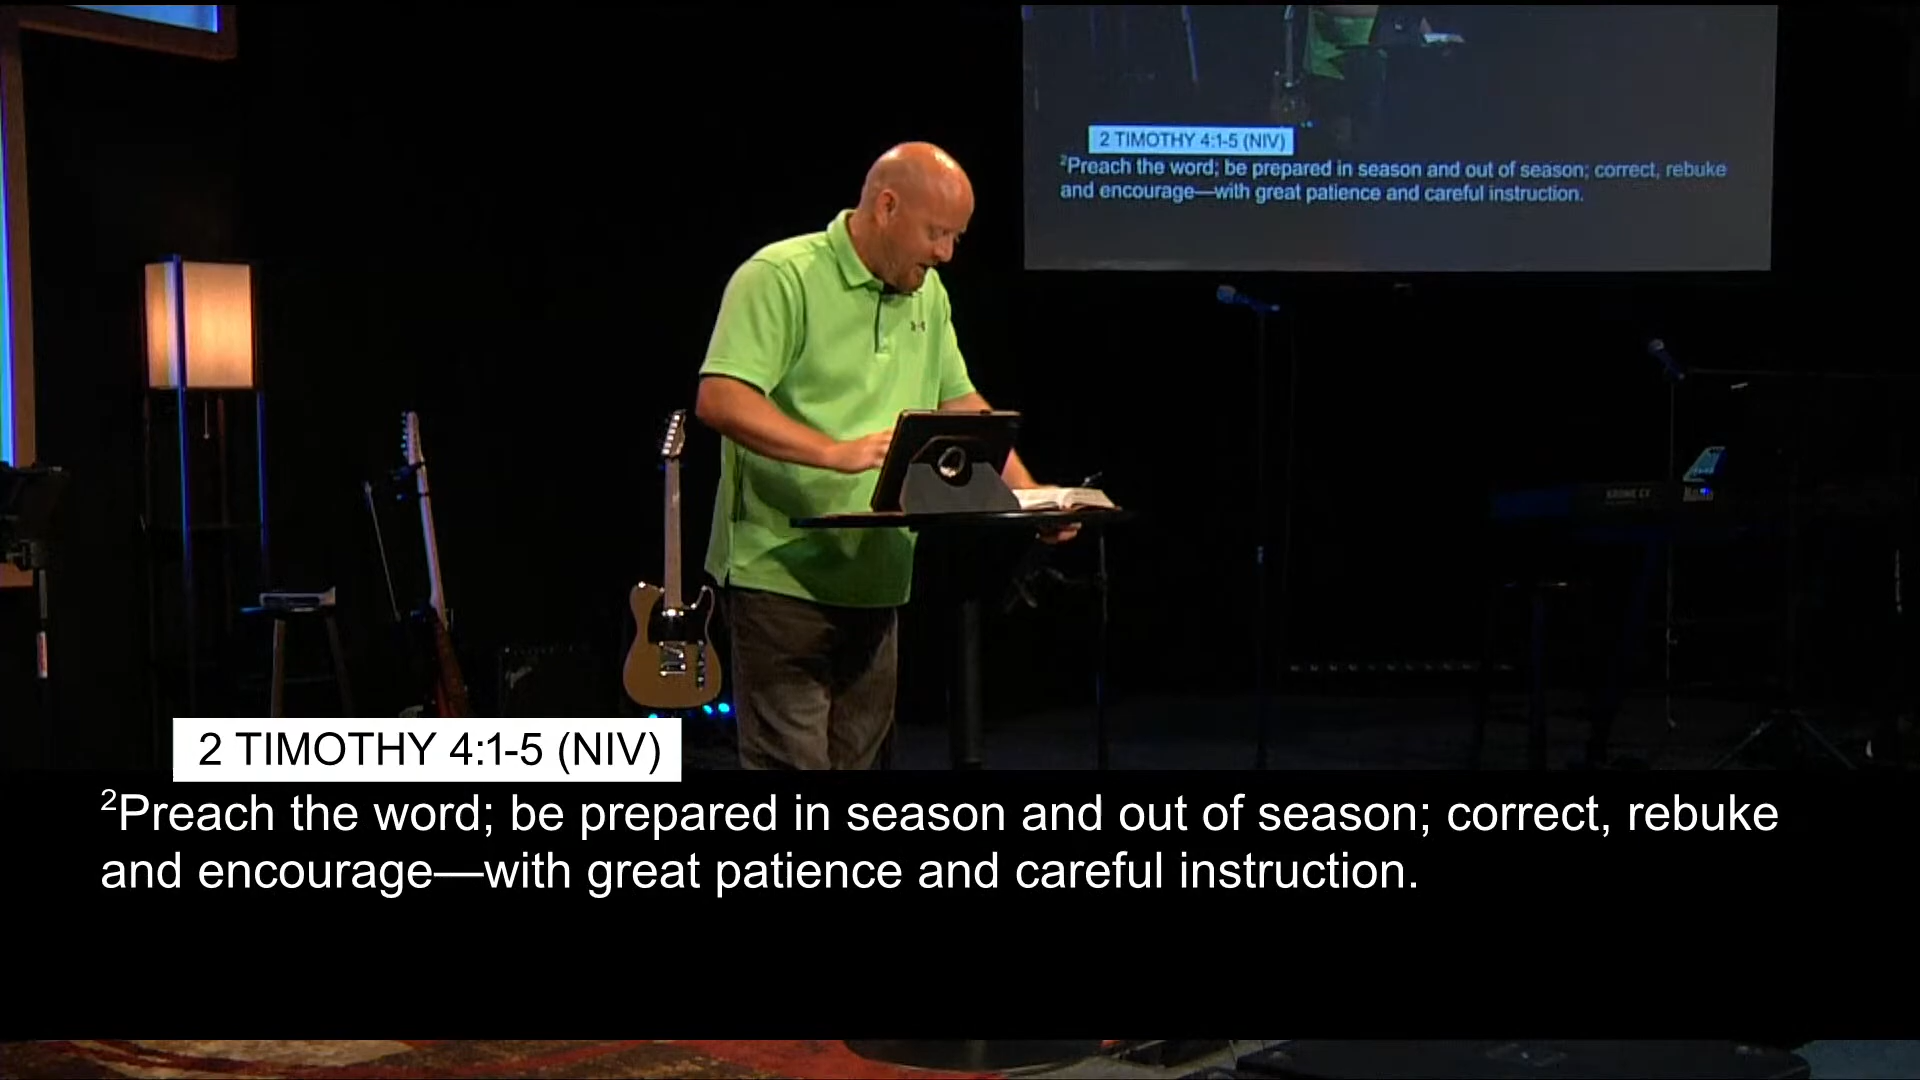 2 TIMOTHY 4:1-5 (NIV)
²Preach the word; be prepared in season and out of season; correct, rebuke
and encourage—with great patience and careful instruction.
2 TIMOTHY 4:1-5 (NIV)
²Preach the word; be prepared in season and out of season; correct, rebuke
and encourage—with great patience and careful instruction.